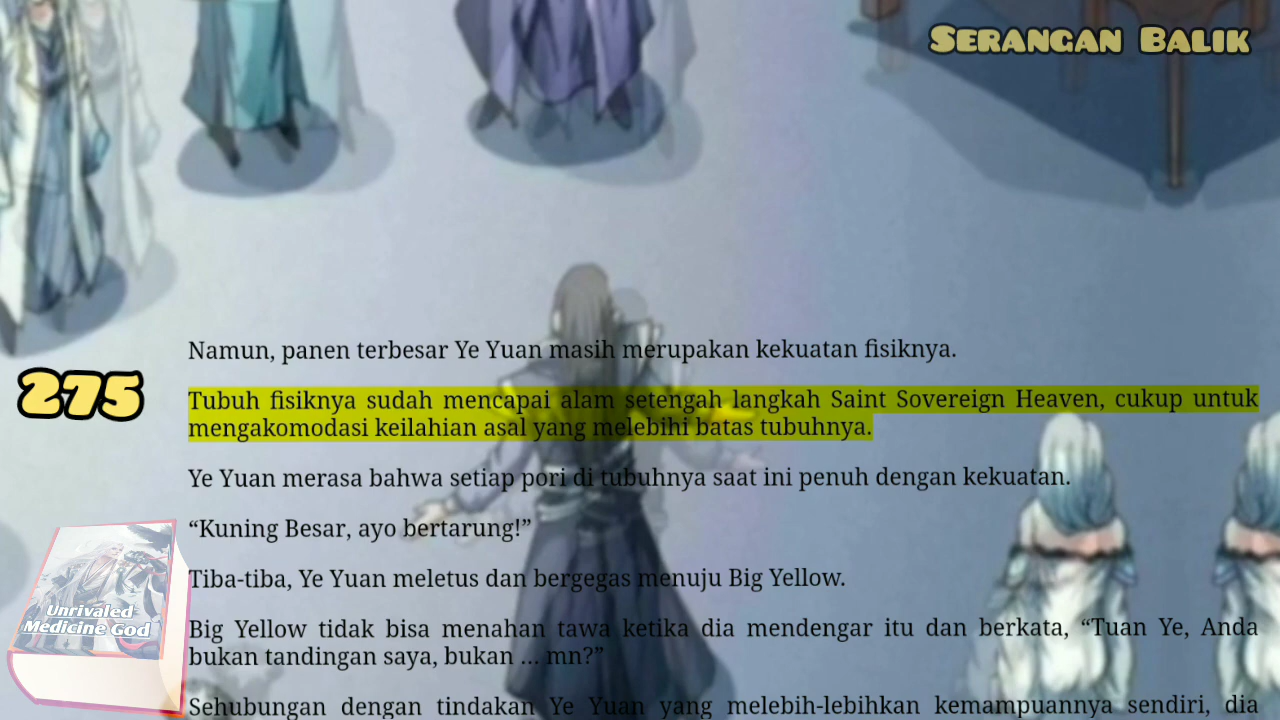 Serangan Balik
Namun, panen terbesar Ye Yuan masih merupakan kekuatan fisiknya.
275
Tubuh fisiknya sudah mencapai alam setengah langkah Saint Sovereign Heaven, cukup untuk
mengakomodasi keilahian asal yang melebihi batas tubuhnya.
Ye Yuan merasa bahwa setiap pori di tubuhnya saat ini penuh dengan kekuatan.
“Kuning Besar, ayo bertarung!”
Tiba-tiba, Ye Yuan meletus dan bergegas menuju Big Yellow.
Big Yellow tidak bisa menahan tawa ketika dia mendengar itu dan berkata, “Tuan Ye, Anda
bukan tandingan saya, bukan ... mn?”
Sehubungan dengan tindakan Ye Yuan yang melebih-lebihkan kemampuannya sendiri, dia
Unrivaled
Medicine God